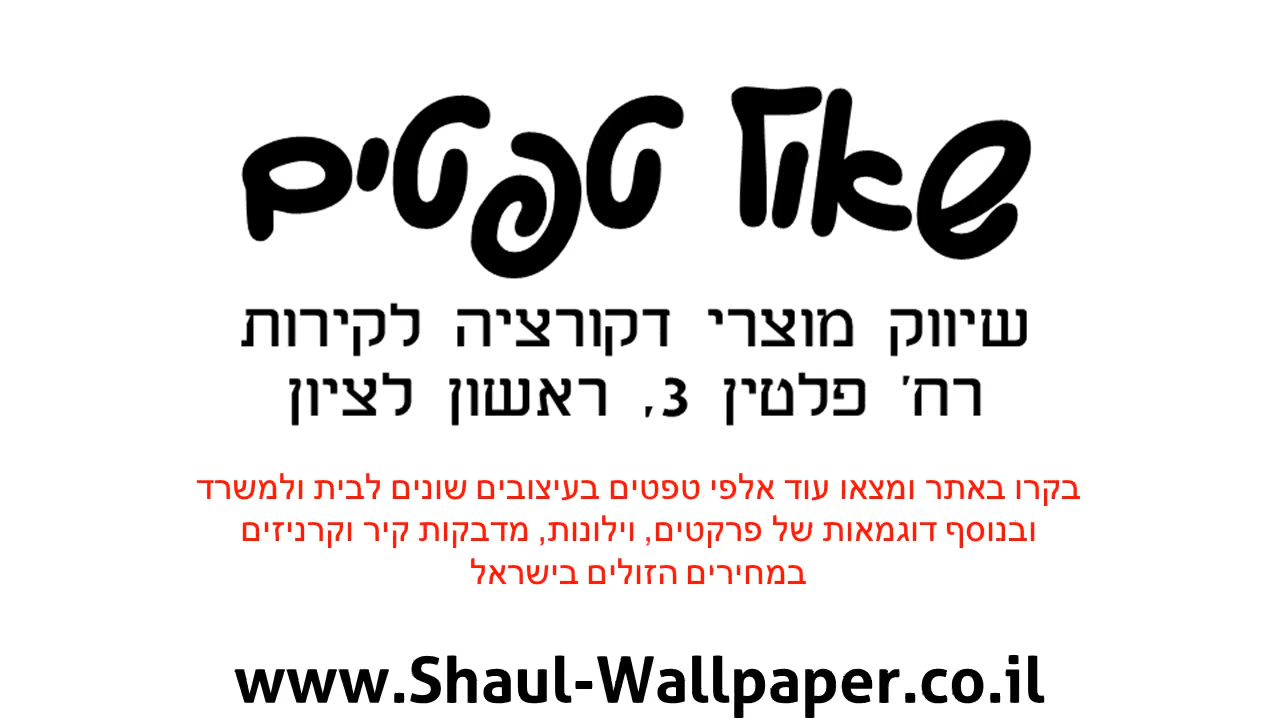 שאול טפטים
שיווק מוצרי דקורציה לקירות
רח' פלטין 3, ראשון לציון
בקרו באתר ומצאו עוד אלפי טפטים בעיצובים שונים לבית ולמשרד
ובנוסף דוגמאות של פרקטים, וילונות, מדבקות קיר וקרניזים
במחירים הזולים בישראל
www.Shaul-Wallpaper.co.il